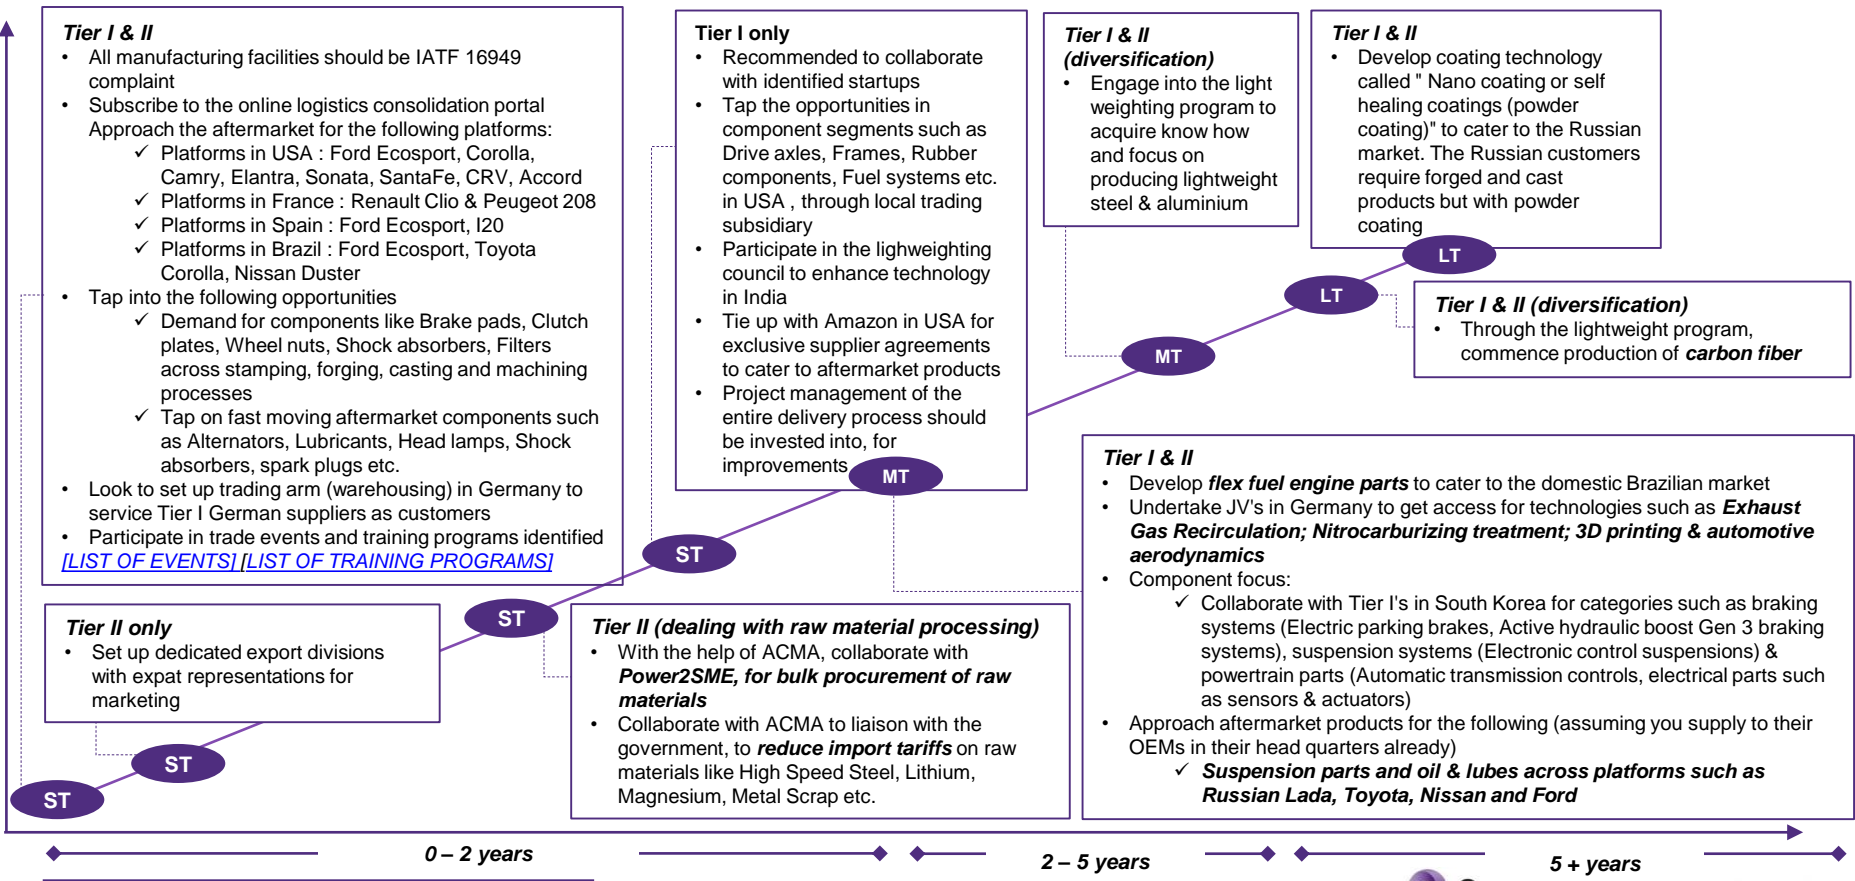 Tier I & II
• All manufacturing facilities should be IATF 16949
complaint
• Subscribe to the online logistics consolidation portal
Approach the aftermarket for the following platforms:
✓ Platforms in USA : Ford Ecosport, Corolla,
Camry, Elantra, Sonata, SantaFe, CRV, Accord
✓ Platforms in France : Renault Clio & Peugeot 208
✓ Platforms in Spain : Ford Ecosport, I20
✓ Platforms in Brazil : Ford Ecosport, Toyota
Corolla, Nissan Duster
• Tap into the following opportunities
✓ Demand for components like Brake pads, Clutch
plates, Wheel nuts, Shock absorbers, Filters
across stamping, forging, casting and machining
processes
✓ Tap on fast moving aftermarket components such
as Alternators, Lubricants, Head lamps, Shock
absorbers, spark plugs etc.
• Look to set up trading arm (warehousing) in Germany to
service Tier I German suppliers as customers
• Participate in trade events and training programs identified
[LIST OF EVENTS] [LIST OF TRAINING PROGRAMS]
Tier I only
• Recommended to collaborate
with identified startups
• Tap the opportunities in
component segments such as
Drive axles, Frames, Rubber
components, Fuel systems etc.
in USA , through local trading
subsidiary
• Participate in the lighweighting
council to enhance technology
in India
• Tie up with Amazon in USA for
exclusive supplier agreements
to cater to aftermarket products
• Project management of the
entire delivery process should
be invested into, for
improvements
Tier I & II
(diversification)
• Engage into the light
weighting program to
acquire know how
and focus on
producing lightweight
steel & aluminium
Tier I & II
• Develop coating technology
called " Nano coating or self
healing coatings (powder
coating)" to cater to the Russian
market. The Russian customers
require forged and cast
products but with powder
coating
LT
LT
Tier I & II (diversification)
• Through the lightweight program,
commence production of carbon fiber
MT
MT
ST
ST
ST
ST
Tier II only
• Set up dedicated export divisions
with expat representations for
marketing
Tier II (dealing with raw material processing)
• With the help of ACMA, collaborate with
Power2SME, for bulk procurement of raw
materials
• Collaborate with ACMA to liaison with the
government, to reduce import tariffs on raw
materials like High Speed Steel, Lithium,
Magnesium, Metal Scrap etc.
Tier I & II
• Develop flex fuel engine parts to cater to the domestic Brazilian market
• Undertake JV's in Germany to get access for technologies such as Exhaust
Gas Recirculation; Nitrocarburizing treatment; 3D printing & automotive
aerodynamics
• Component focus:
✓ Collaborate with Tier I's in South Korea for categories such as braking
systems (Electric parking brakes, Active hydraulic boost Gen 3 braking
systems), suspension systems (Electronic control suspensions) &
powertrain parts (Automatic transmission controls, electrical parts such
as sensors & actuators)
• Approach aftermarket products for the following (assuming you supply to their
OEMs in their head quarters already)
✓ Suspension parts and oil & lubes across platforms such as
Russian Lada, Toyota, Nissan and Ford
0 – 2 years
2 – 5 years
5 + years